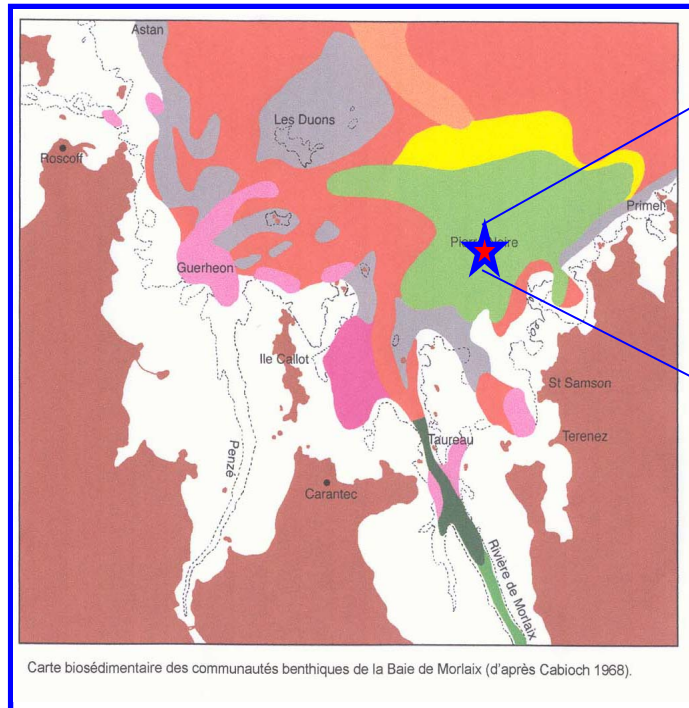 Astan
Les Duons
Roscoff
Primel
Guerheon
Ile Callot
St Samson
Taureau
Terenez
Penzé
Carantec
Rivière de Morlaix
Carte biosédimentaire des communautés benthiques de la Baie de Morlaix (d'après Cabioch 1968).